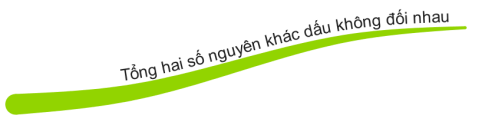 Tổng hai số nguyên khác dấu không đối nhau